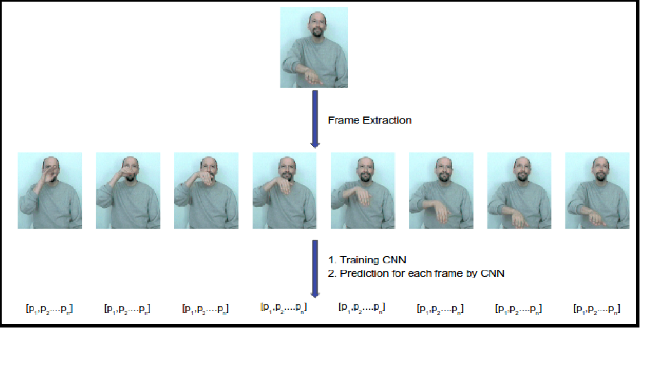 Frame Extraction
1. Training CNN
2. Prediction for each frame by CNN
[p1,p2....pn] [p1,p2....pn] [p1,p2....pn] [p1,p2....pn] [p1,p2....pn] [p1,p2....pn] [p1,p2....pn] [p1,p2....pn]